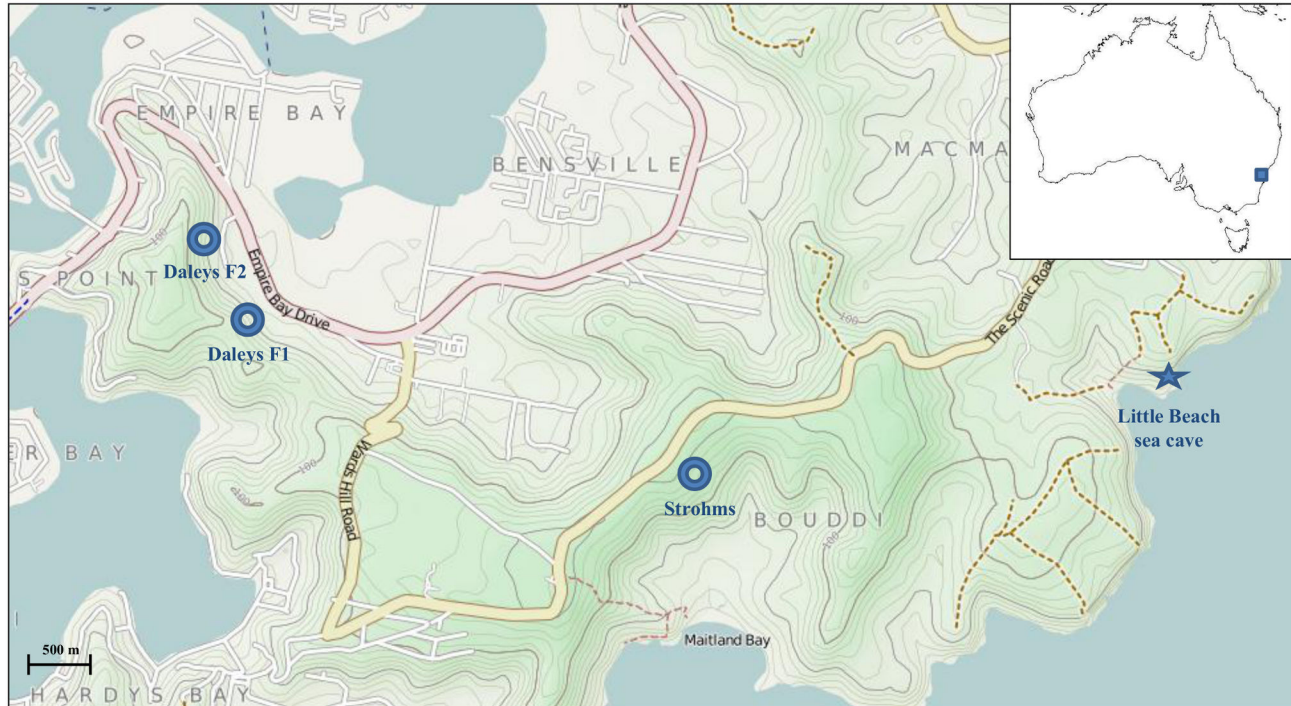 EMPIRE BAY
BENSVILLE
MACMA
100
Daleys F2
S POINT
Empire Bay Drive
Daleys F1
The Scenic Road
100
Little Beach
sea cave
ER BAY
Wards Hill Road
100
100
Strohms
BOUDDI
100
Maitland Bay
500 m
HARDYS BAY